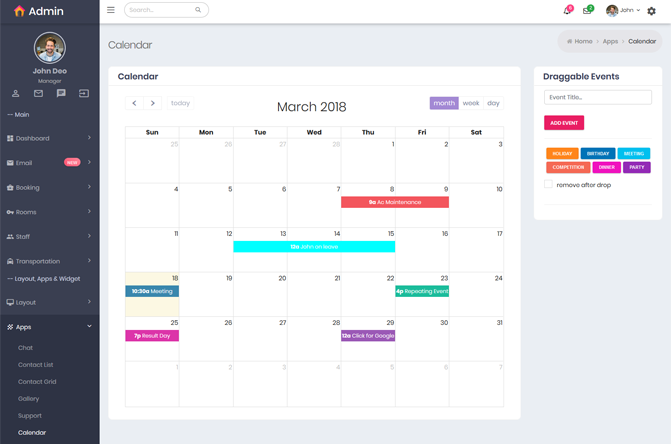 Admin
Search...
6
2
John
John Deo
Manager
-- Main
Dashboard
Email
NEW
Booking
Rooms
Staff
Transportation
-- Layout, Apps & Widget
Layout
Apps
Chat
Contact List
Contact Grid
Gallery
Support
Calendar
Calendar
Home
Apps
Calendar
Calendar
today
March 2018
month week day
Sun Mon Tue Wed Thu Fri Sat
25 26 27 28 1 2 3
4 5 6 7 8 9 10
9a Ac Maintenance
11 12 13 14 15 16 17
12a John on leave
18 19 20 21 22 23 24
10:39a Meeting
4p Repeating Event
25 26 27 28 29 30 31
7p Result Day
12a Click for Google
1 2 3 4 5 6 7
Draggable Events
Event Title...
ADD EVENT
HOLIDAY BIRTHDAY MEETING
COMPETITION DINNER PARTY
remove after drop